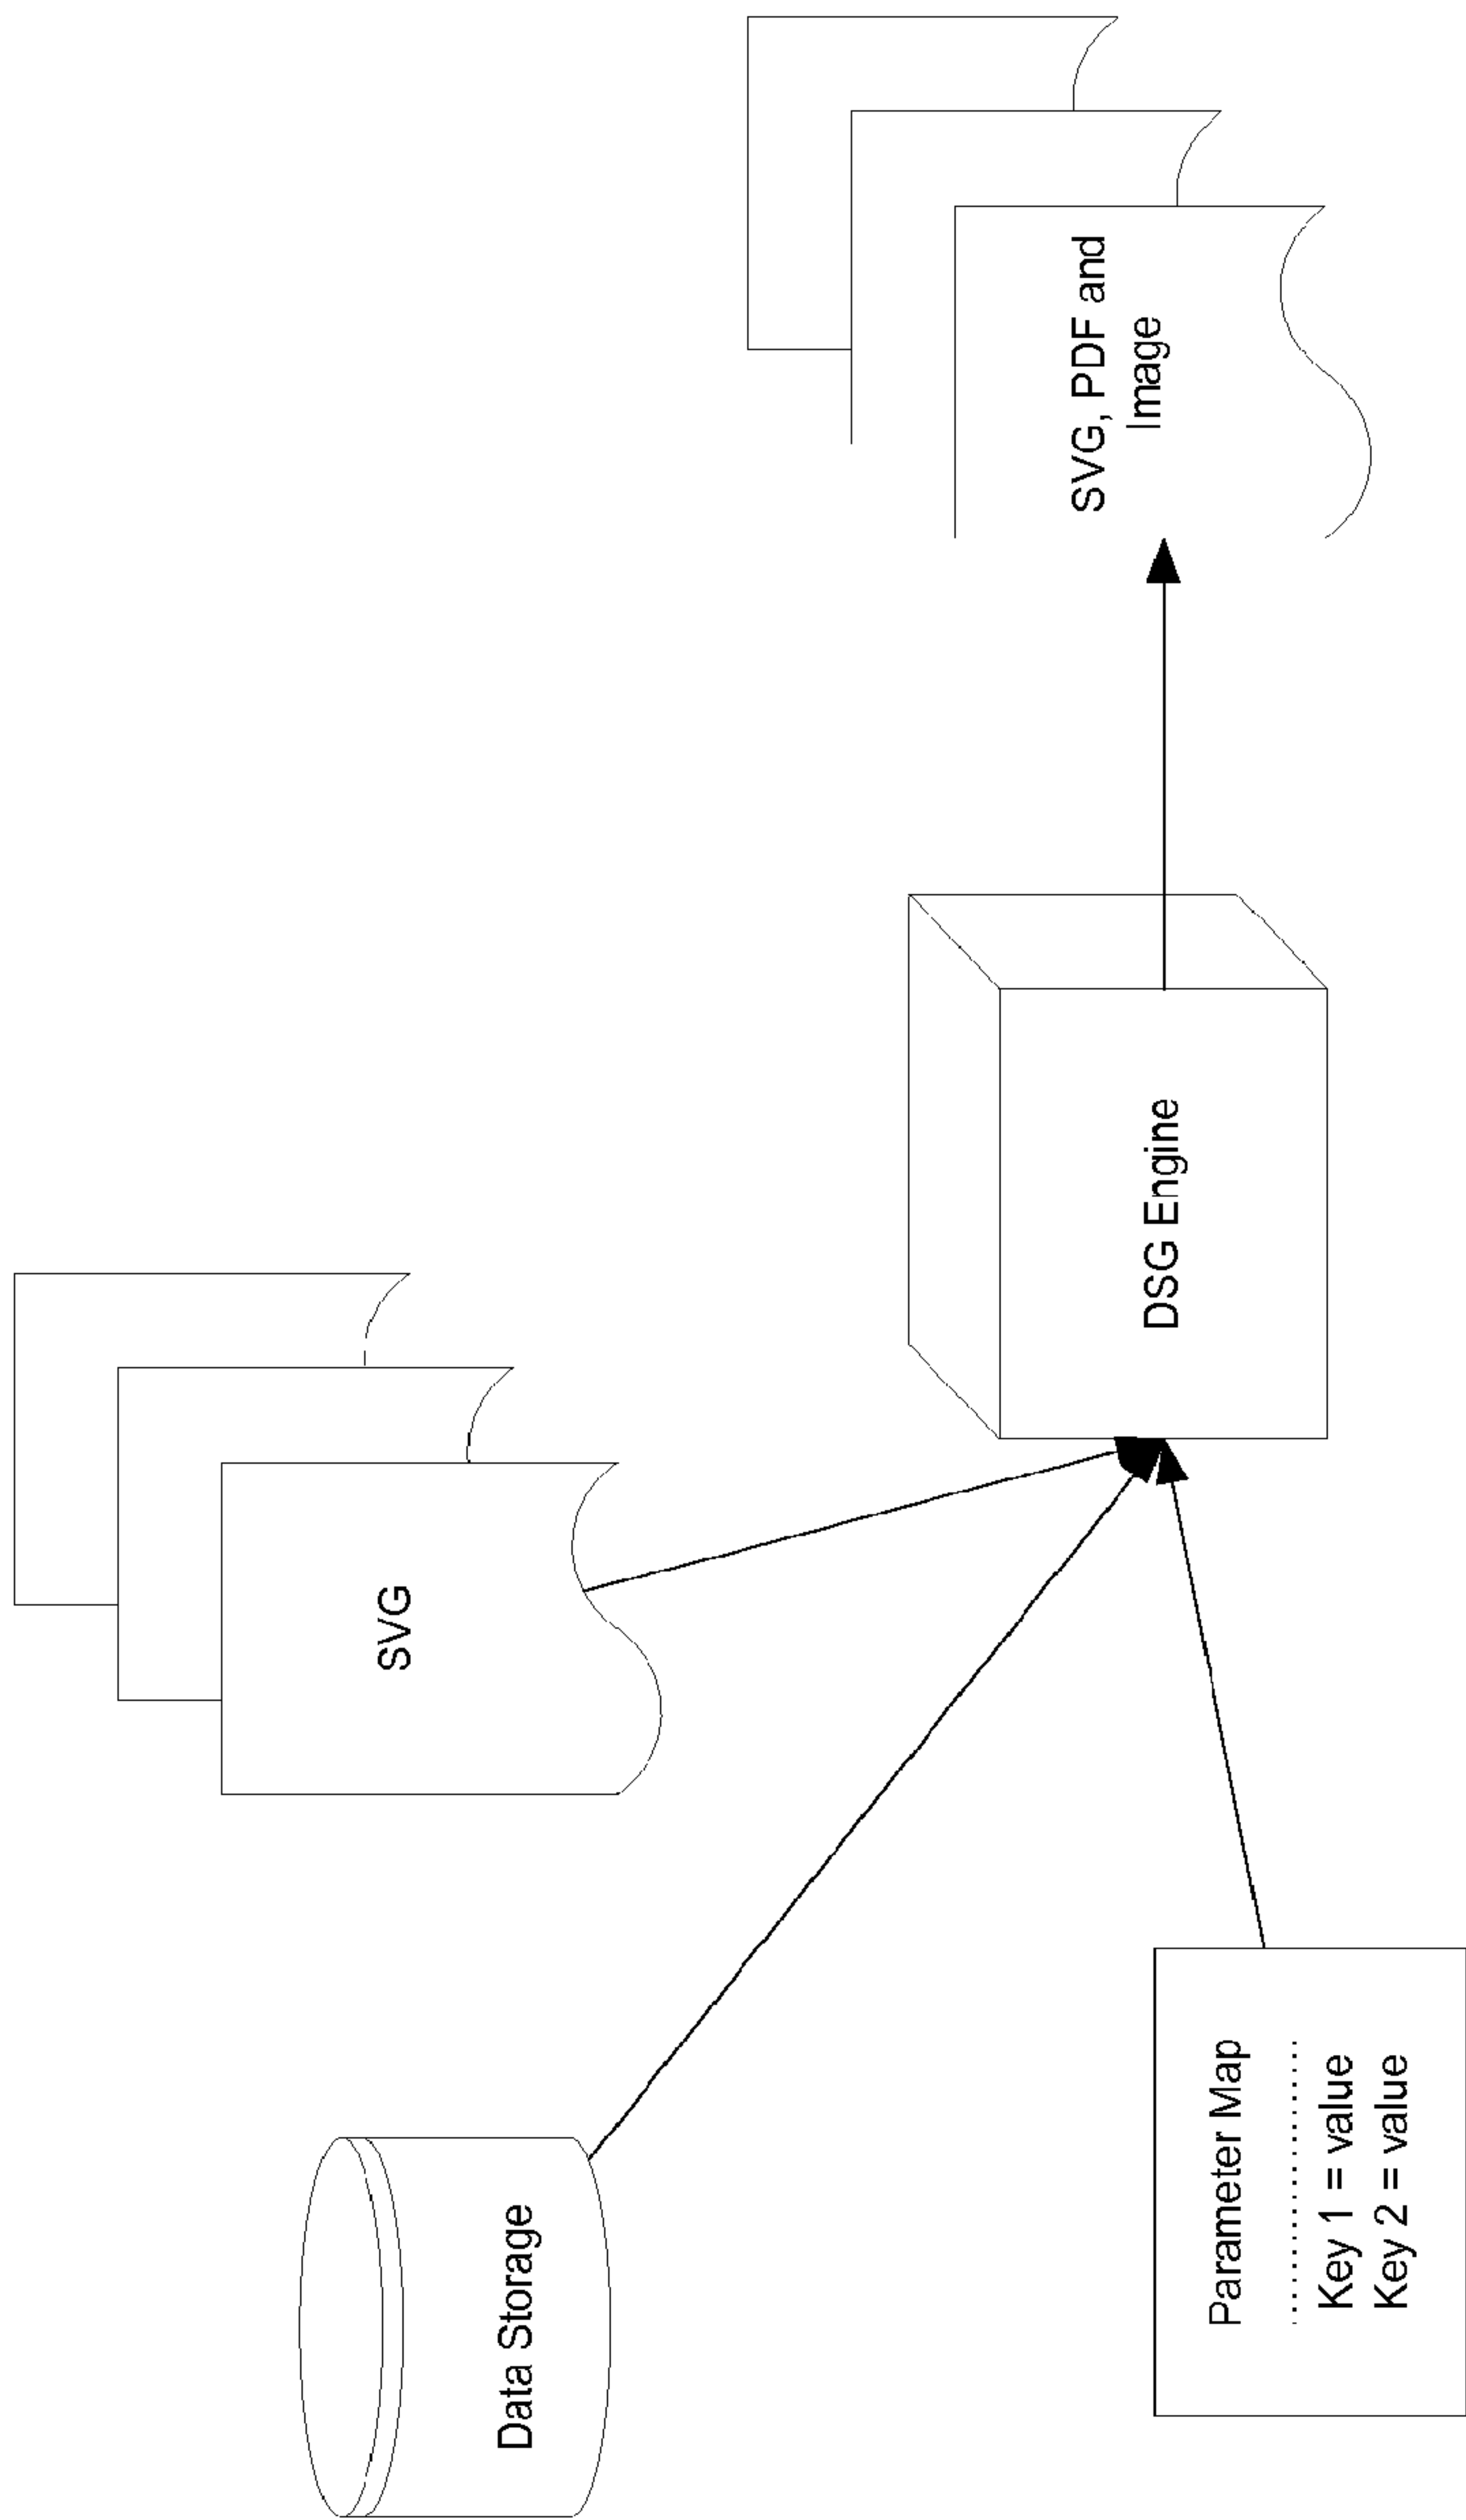 Data Storage
SVG
Parameter Map
Key 1 = value
Key 2 = value
DSG Engine
SVG, PDF and
Image